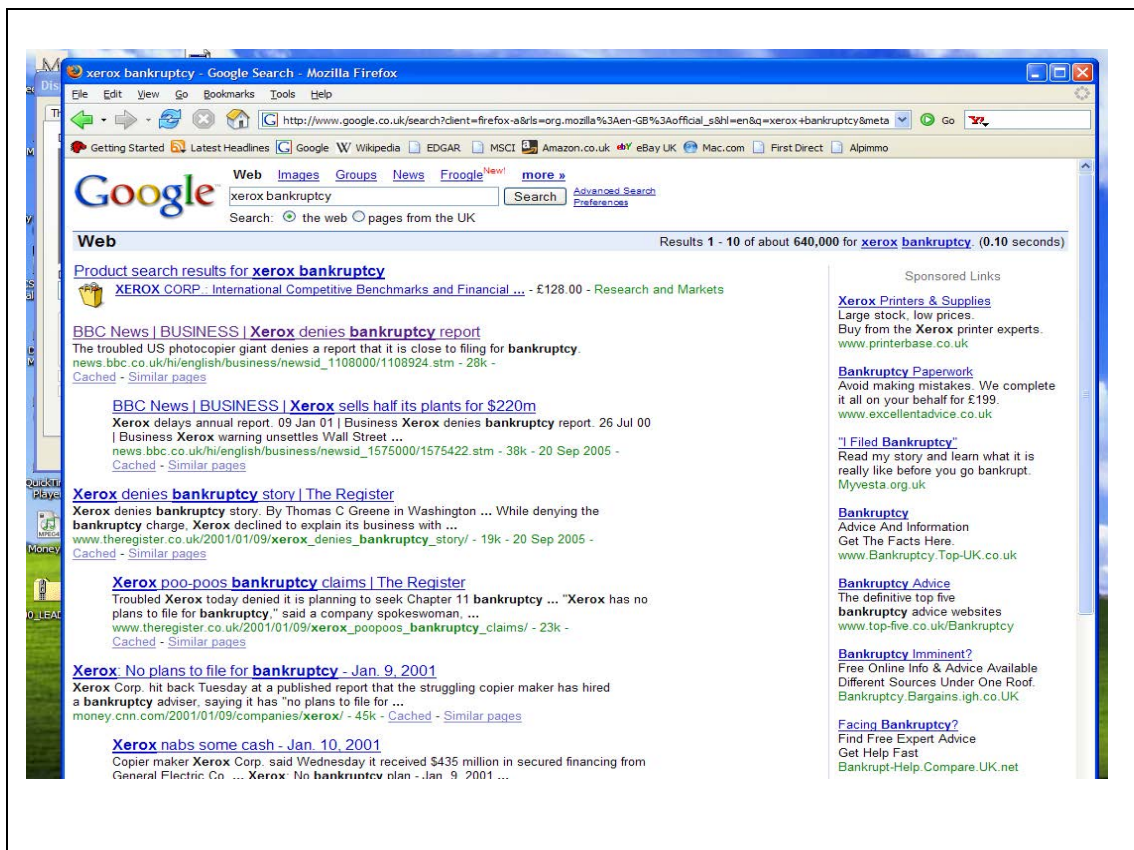 xerox bankruptcy - Google Search - Mozilla Firefox
File Edit View Go Bookmarks Tools Help
http://www.google.co.uk/search?client=firefox-a&rls=org.mozilla%3Aen-GB%3Aofficial_s&hl=en&q=xerox+bankruptcy&meta Go
Getting Started Latest Headlines Google Wikipedia EDGAR MSCI Amazon.co.uk eBay UK Mac.com First Direct Alpimmo
Google
Web Images Groups News Froogle New! more »
xerox bankruptcy Search Advanced Search
Preferences
Search: the web pages from the UK
Web Results 1 - 10 of about 640,000 for xerox bankruptcy. (0.10 seconds)
Product search results for xerox bankruptcy
XEROX CORP.: International Competitive Benchmarks and Financial ... - £128.00 - Research and Markets
BBC News | BUSINESS | Xerox denies bankruptcy report
The troubled US photocopier giant denies a report that it is close to filing for bankruptcy.
news.bbc.co.uk/hi/english/business/newsid_1108000/1108924.stm - 28k -
Cached - Similar pages
BBC News | BUSINESS | Xerox sells half its plants for $220m
Xerox delays annual report. 09 Jan 01 | Business Xerox denies bankruptcy report. 26 Jul 00
| Business Xerox warning unsettles Wall Street ...
news.bbc.co.uk/hi/english/business/newsid_1575000/1575422.stm - 38k - 20 Sep 2005 -
Cached - Similar pages
Xerox denies bankruptcy story | The Register
Xerox denies bankruptcy story. By Thomas C Greene in Washington ... While denying the
bankruptcy charge, Xerox declined to explain its business with ...
www.theregister.co.uk/2001/01/09/xerox_denies_bankruptcy_story/ - 19k - 20 Sep 2005 -
Cached - Similar pages
Xerox poo-poos bankruptcy claims | The Register
Troubled Xerox today denied it is planning to seek Chapter 11 bankruptcy ... "Xerox has no
plans to file for bankruptcy," said a company spokeswoman, ...
www.theregister.co.uk/2001/01/09/xerox_poopoos_bankruptcy_claims/ - 23k -
Cached - Similar pages
Xerox: No plans to file for bankruptcy - Jan. 9, 2001
Xerox Corp. hit back Tuesday at a published report that the struggling copier maker has hired
a bankruptcy adviser, saying it has "no plans to file for ...
money.cnn.com/2001/01/09/companies/xerox/ - 45k - Cached - Similar pages
Xerox nabs some cash - Jan. 10, 2001
Copier maker Xerox Corp. said Wednesday it received $435 million in secured financing from
General Electric Co. ... Xerox: No bankruptcy plan - Jan. 9, 2001 ...
Sponsored Links
Xerox Printers & Supplies
Large stock, low prices.
Buy from the Xerox printer experts.
www.printerbase.co.uk
Bankruptcy Paperwork
Avoid making mistakes. We complete
it all on your behalf for £199.
www.excellentadvice.co.uk
"I Filed Bankruptcy"
Read my story and learn what it is
really like before you go bankrupt.
Myvesta.org.uk
Bankruptcy
Advice And Information
Get The Facts Here.
www.Bankruptcy.Top-UK.co.uk
Bankruptcy Advice
The definitive top five
bankruptcy advice websites
www.top-five.co.uk/Bankruptcy
Bankruptcy Imminent?
Free Online Info & Advice Available
Different Sources Under One Roof.
Bankruptcy.Bargains.igh.co.UK
Facing Bankruptcy?
Find Free Expert Advice
Get Help Fast
Bankrupt-Help.Compare.UK.net